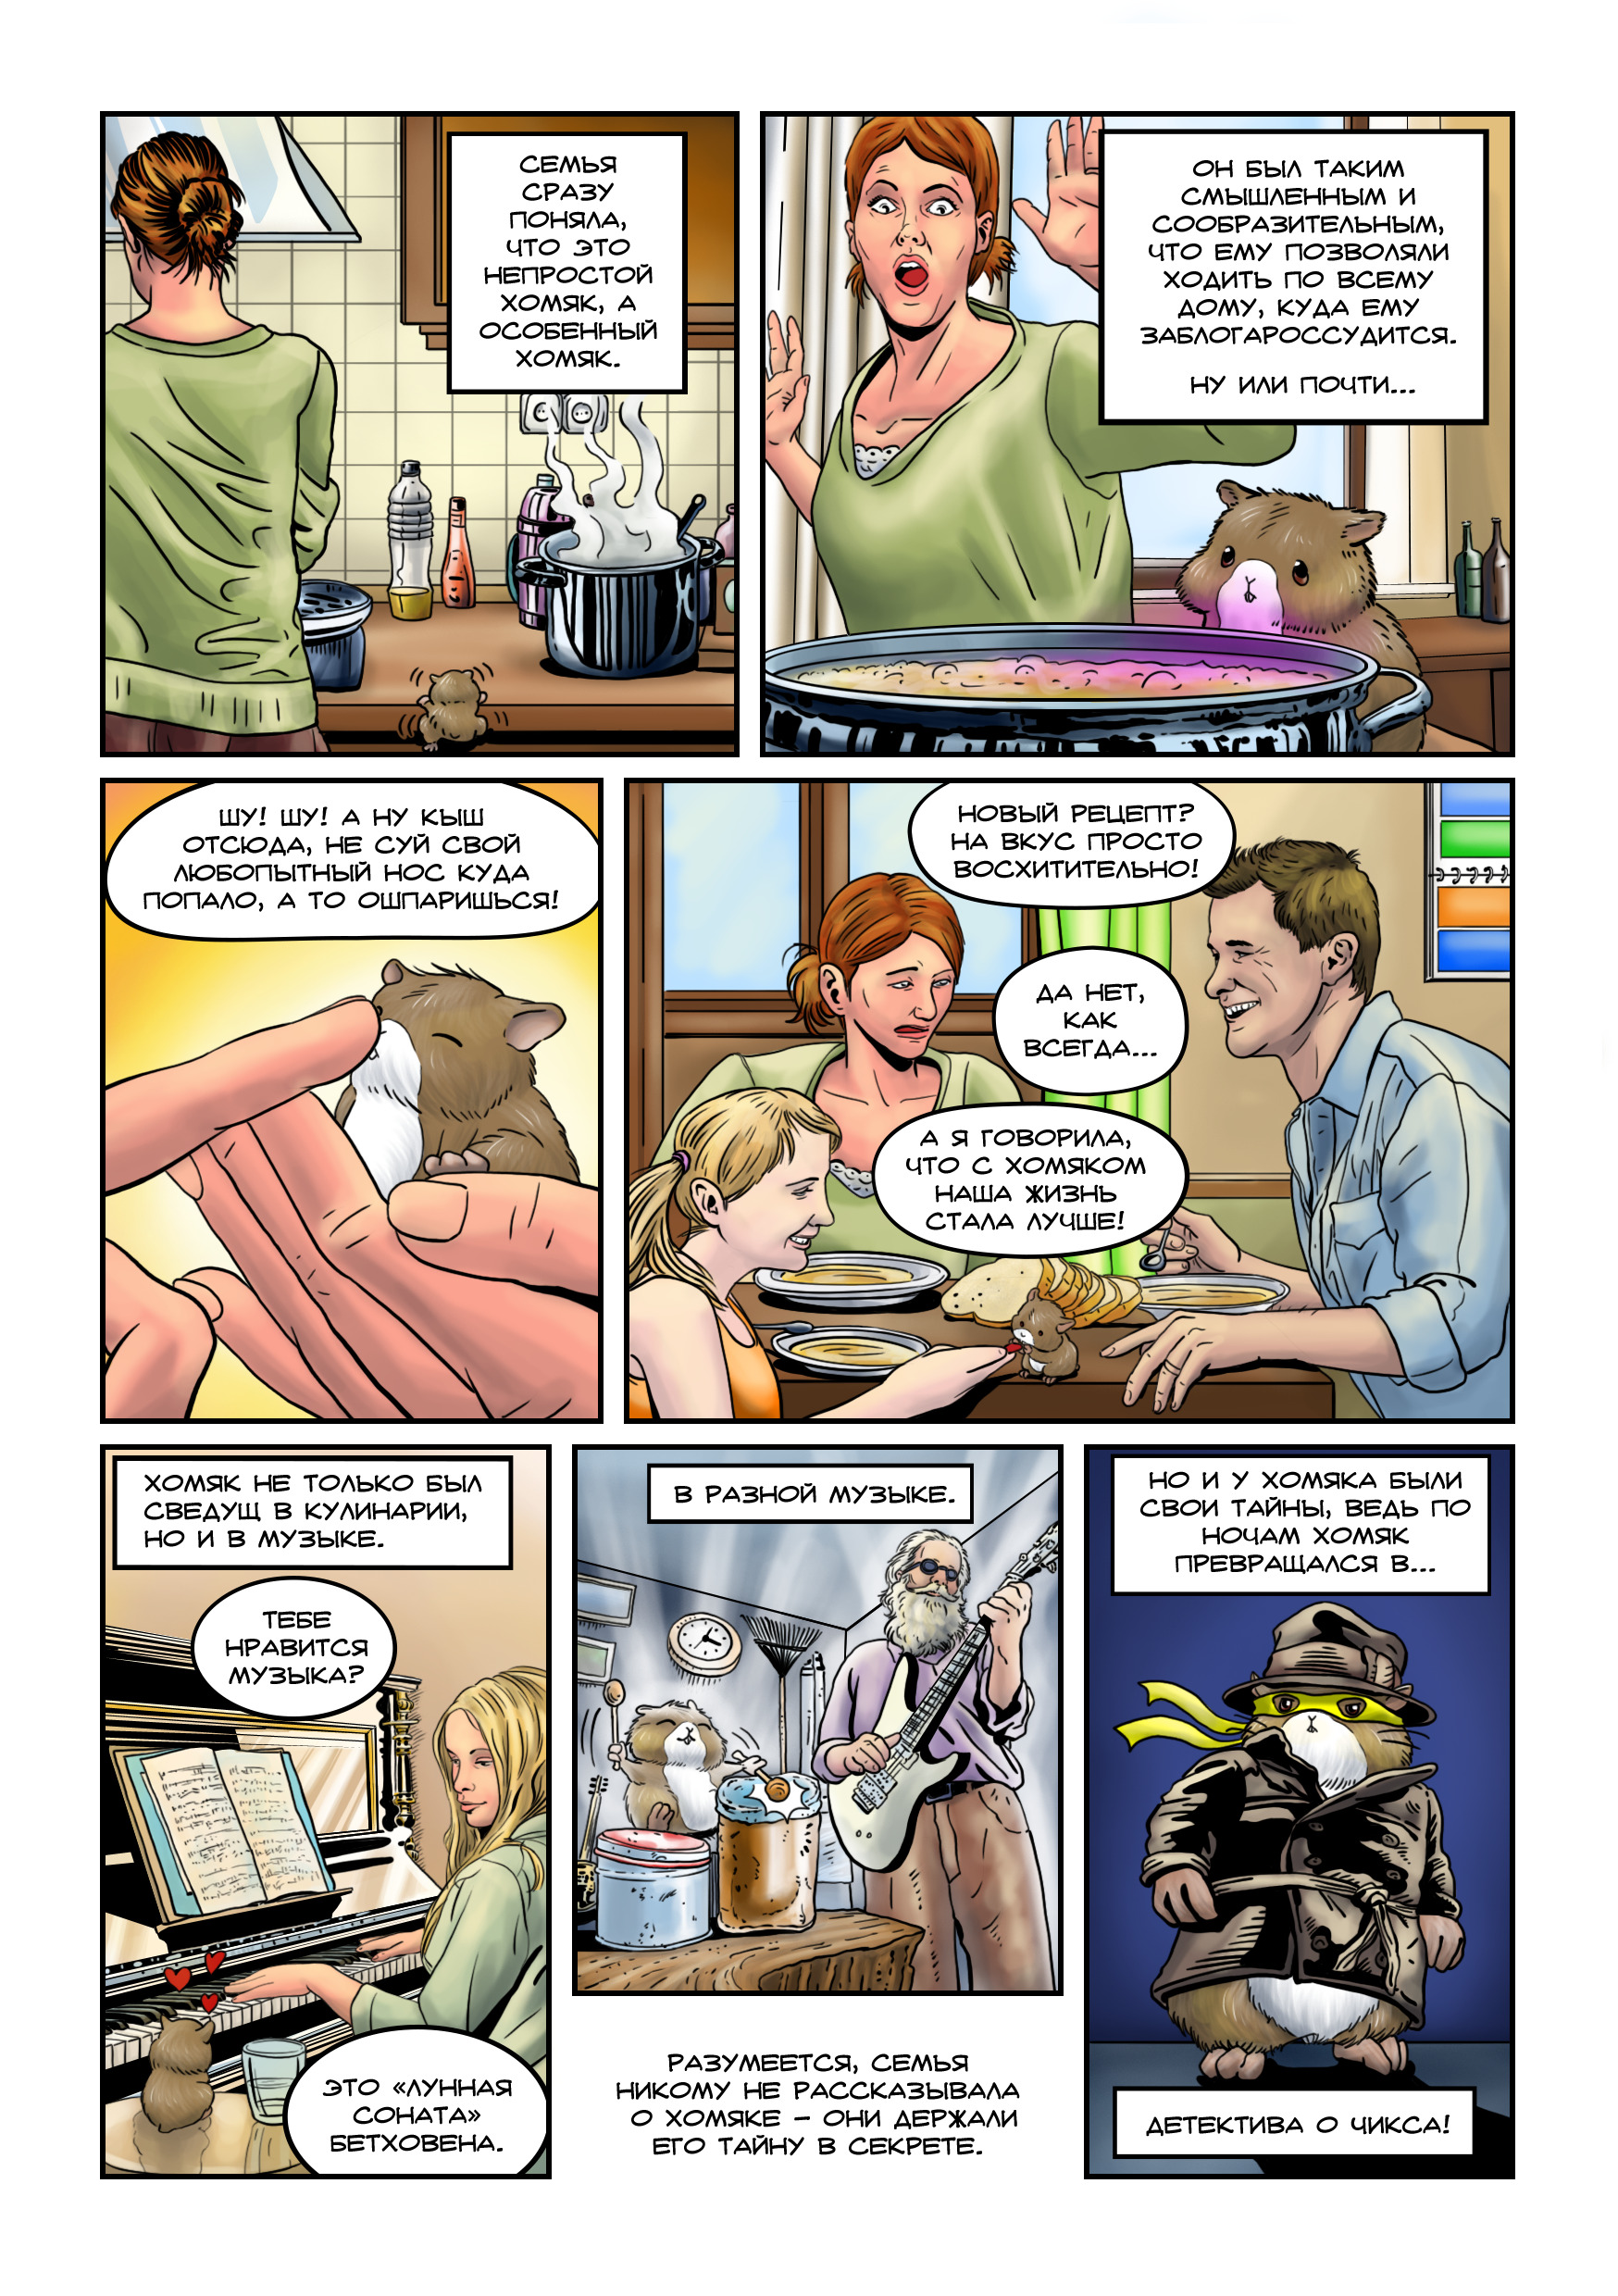 СЕМЬЯ
СРАЗУ
ПОНЯЛА,
ЧТО ЭТО
НЕПРОСТОЙ
ХОМЯК, А
ОСОБЕННЫЙ
ХОМЯК.
ОН БЫЛ ТАКИМ
СМЫШЛЕННЫМ И
СООБРАЗИТЕЛЬНЫМ,
ЧТО ЕМУ ПОЗВОЛЯЛИ
ХОДИТЬ ПО ВСЕМУ
ДОМУ, КУДА ЕМУ
ЗАБЛОГАРОССУДИТСЯ.
НУ ИЛИ ПОЧТИ...
ШУ! ШУ! А НУ КЫШ
ОТСЮДА, НЕ СУЙ СВОЙ
ЛЮБОПЫТНЫЙ НОС КУДА
ПОПАЛО, А ТО ОШПАРИШЬСЯ!
НОВЫЙ РЕЦЕПТ?
НА ВКУС ПРОСТО
ВОСХИТИТЕЛЬНО!
ДА НЕТ,
КАК
ВСЕГДА...
А Я ГОВОРИЛА,
ЧТО С ХОМЯКОМ
НАША ЖИЗНЬ
СТАЛА ЛУЧШЕ!
ХОМЯК НЕ ТОЛЬКО БЫЛ
СВЕДУЩ В КУЛИНАРИИ,
НО И В МУЗЫКЕ.
ТЕБЕ
НРАВИТСЯ
МУЗЫКА?
ЭТО «ЛУННАЯ
СОНАТА»
БЕТХОВЕНА.
В РАЗНОЙ МУЗЫКЕ.
РАЗУМЕЕТСЯ, СЕМЬЯ
НИКОМУ НЕ РАССКАЗЫВАЛА
О ХОМЯКЕ – ОНИ ДЕРЖАЛИ
ЕГО ТАЙНУ В СЕКРЕТЕ.
НО И У ХОМЯКА БЫЛИ
СВОИ ТАЙНЫ, ВЕДЬ ПО
НОЧАМ ХОМЯК
ПРЕВРАЩАЛСЯ В...
ДЕТЕКТИВА О ЧИКСА!